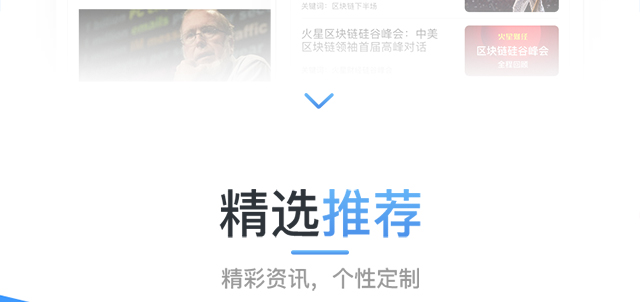 关键词：区块链下半场
火星区块链硅谷峰会：中美
区块链领袖首届高峰对话
火星财经
区块链硅谷峰会
全程回顾
精选推荐
精彩资讯，个性定制